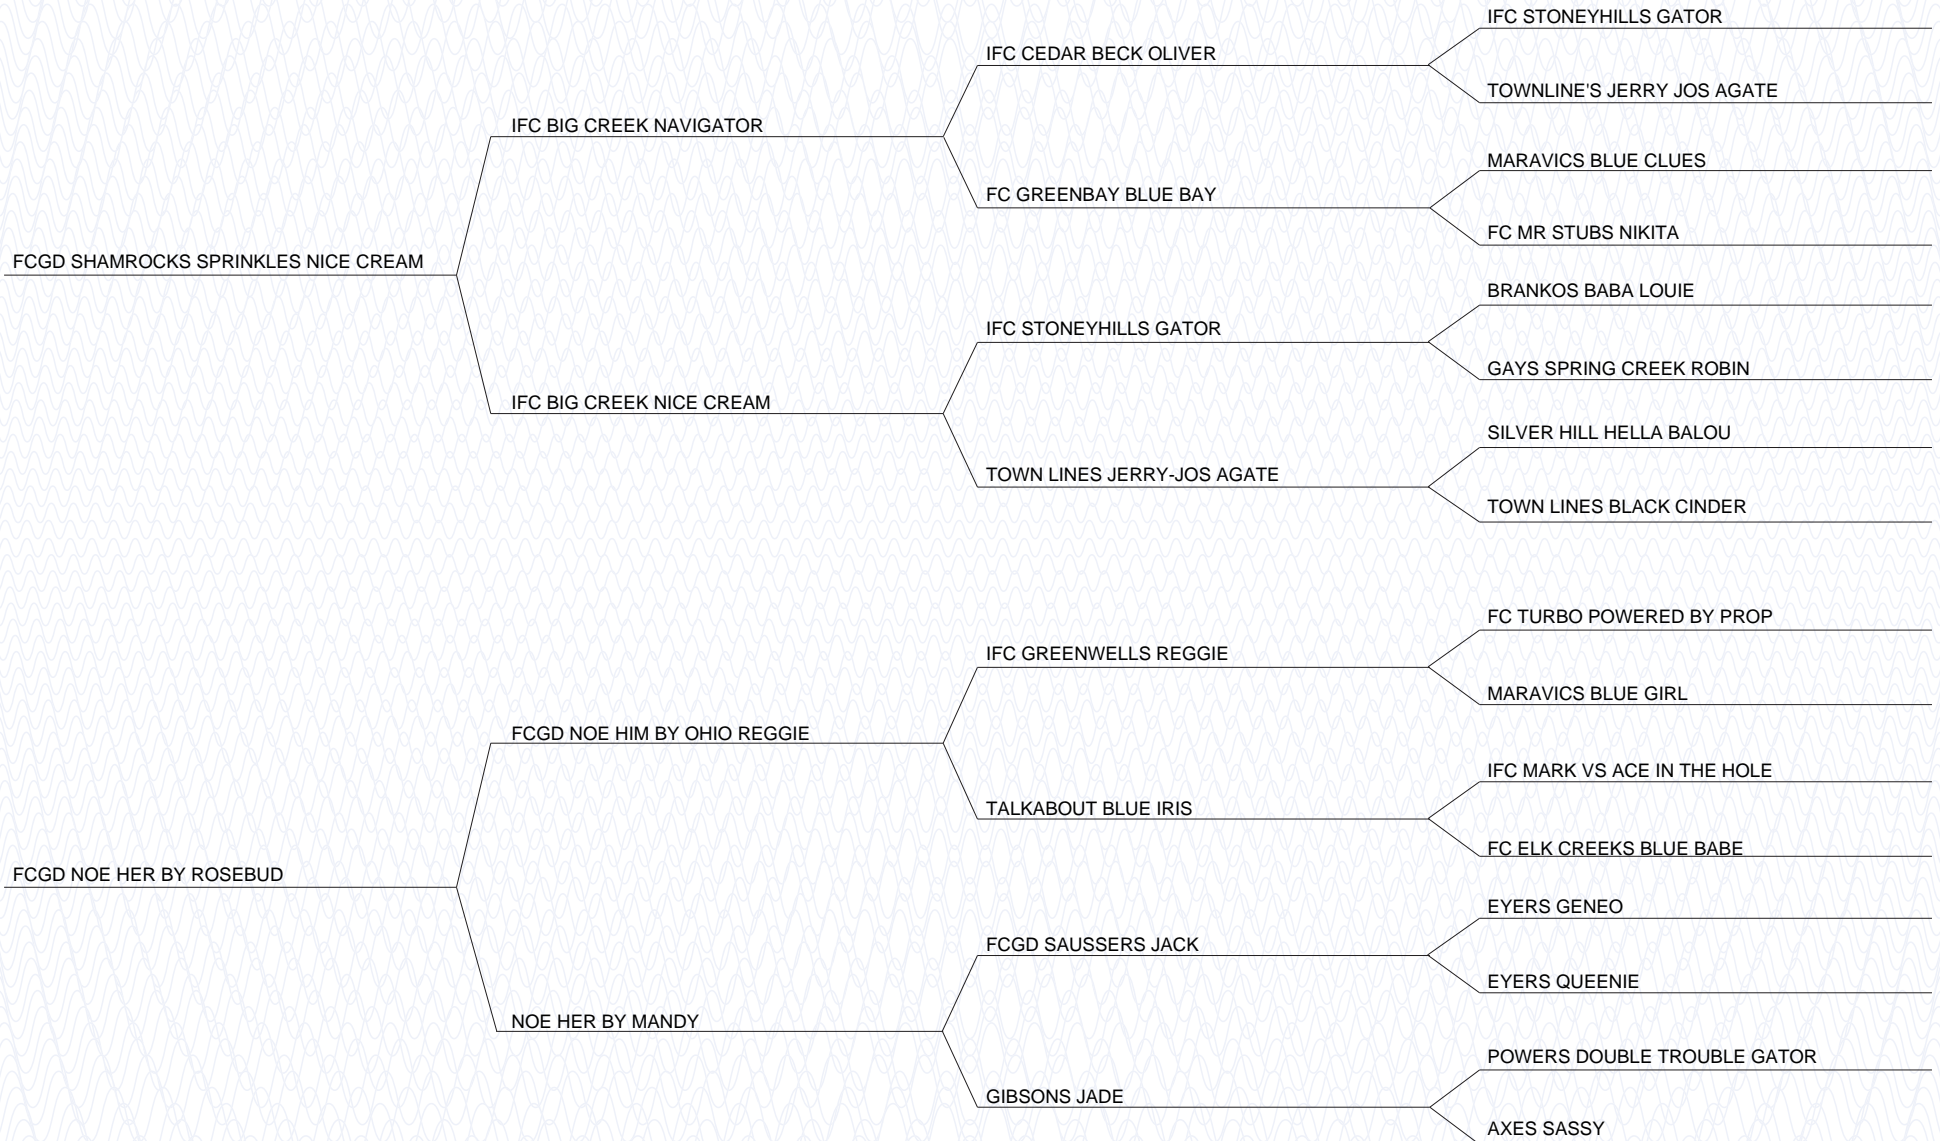 IFC STONEYHILLS GATOR
IFC CEDAR BECK OLIVER
TOWNLINE'S JERRY JOS AGATE
IFC BIG CREEK NAVIGATOR
MARAVICS BLUE CLUES
FC GREENBAY BLUE BAY
FC MR STUBS NIKITA
FCGD SHAMROCKS SPRINKLES NICE CREAM
BRANKOS BABA LOUIE
IFC STONEYHILLS GATOR
GAYS SPRING CREEK ROBIN
IFC BIG CREEK NICE CREAM
SILVER HILL HELLA BALOU
TOWN LINES JERRY-JOS AGATE
TOWN LINES BLACK CINDER
FC TURBO POWERED BY PROP
IFC GREENWELLS REGGIE
MARAVICS BLUE GIRL
FCGD NOE HIM BY OHIO REGGIE
IFC MARK VS ACE IN THE HOLE
TALKABOUT BLUE IRIS
FC ELK CREEKS BLUE BABE
FCGD NOE HER BY ROSEBUD
EYERS GENEO
FCGD SAUSSERS JACK
EYERS QUEENIE
NOE HER BY MANDY
POWERS DOUBLE TROUBLE GATOR
GIBSONS JADE
AXES SASSY